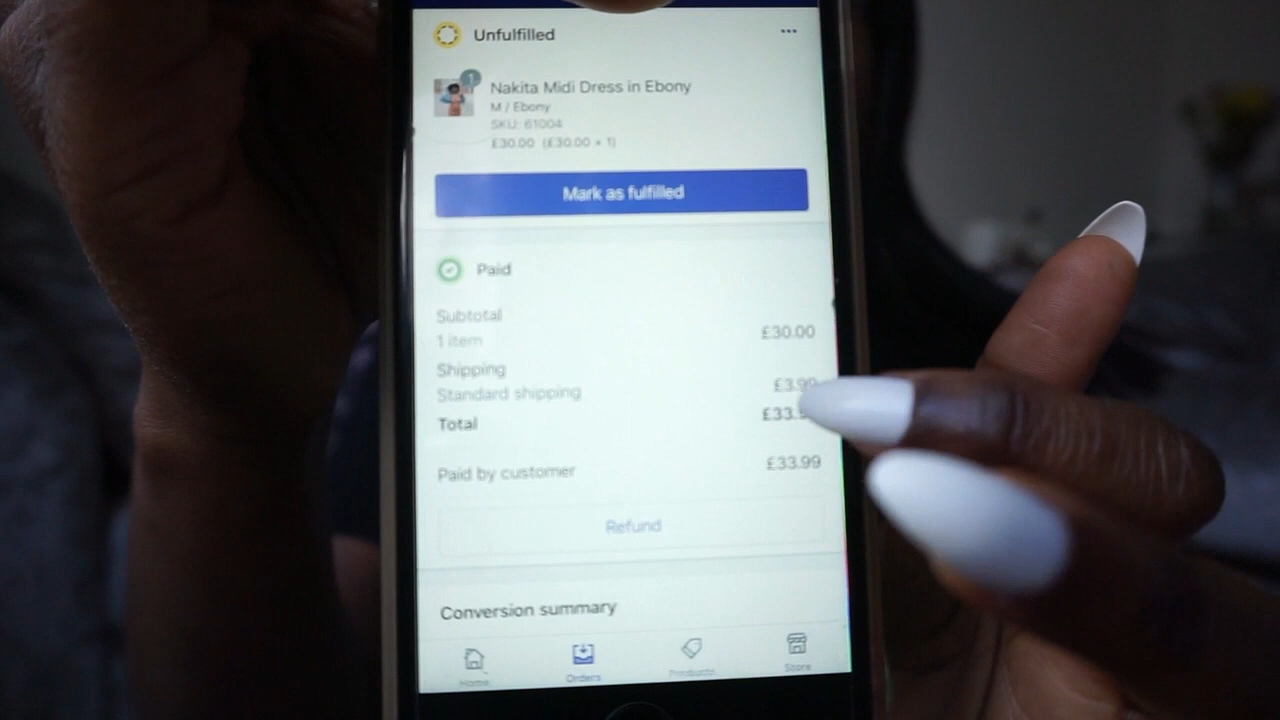 Unfulfilled
•••
1
Nakita Midi Dress in Ebony
M / Ebony
SKU: 61004
£30.00 (£30.00 × 1)
Mark as fulfilled
Paid
Subtotal
1 item £30.00
Shipping
Standard shipping £3.99
Total
Paid by customer £33.99
Refund
Conversion summary
Home Orders Products Store